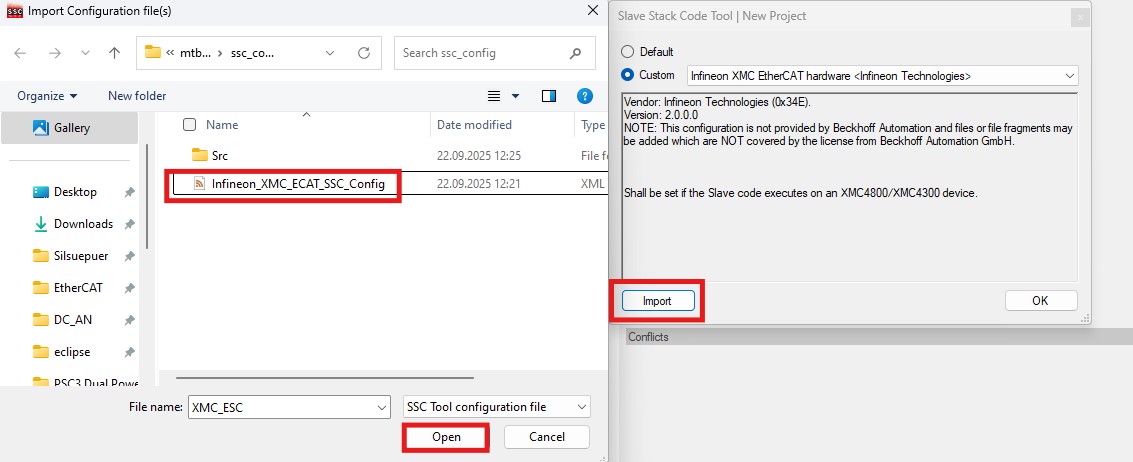 Import Configuration file(s)
mtb... ssc_co...
Search ssc_config
Organize New folder
Gallery
Desktop
Downloads
Silsuepuer
EtherCAT
DC_AN
eclipse
PSC3 Dual Powe
Name Date modified Type
Src 22.09.2025 12:25 File fo
Infineon_XMC_ECAT_SSC_Config 22.09.2025 12:21 XML
File name: XMC_ESC SSC Tool configuration file
Open Cancel
Slave Stack Code Tool | New Project
Default
Custom Infineon XMC EtherCAT hardware <Infineon Technologies>
Vendor: Infineon Technologies (0x34E).
Version: 2.0.0.0
NOTE: This configuration is not provided by Beckhoff Automation and files or file fragments may
be added which are NOT covered by the license from Beckhoff Automation GmbH.
Shall be set if the Slave code executes on an XMC4800/XMC4300 device.
Import OK
Conflicts